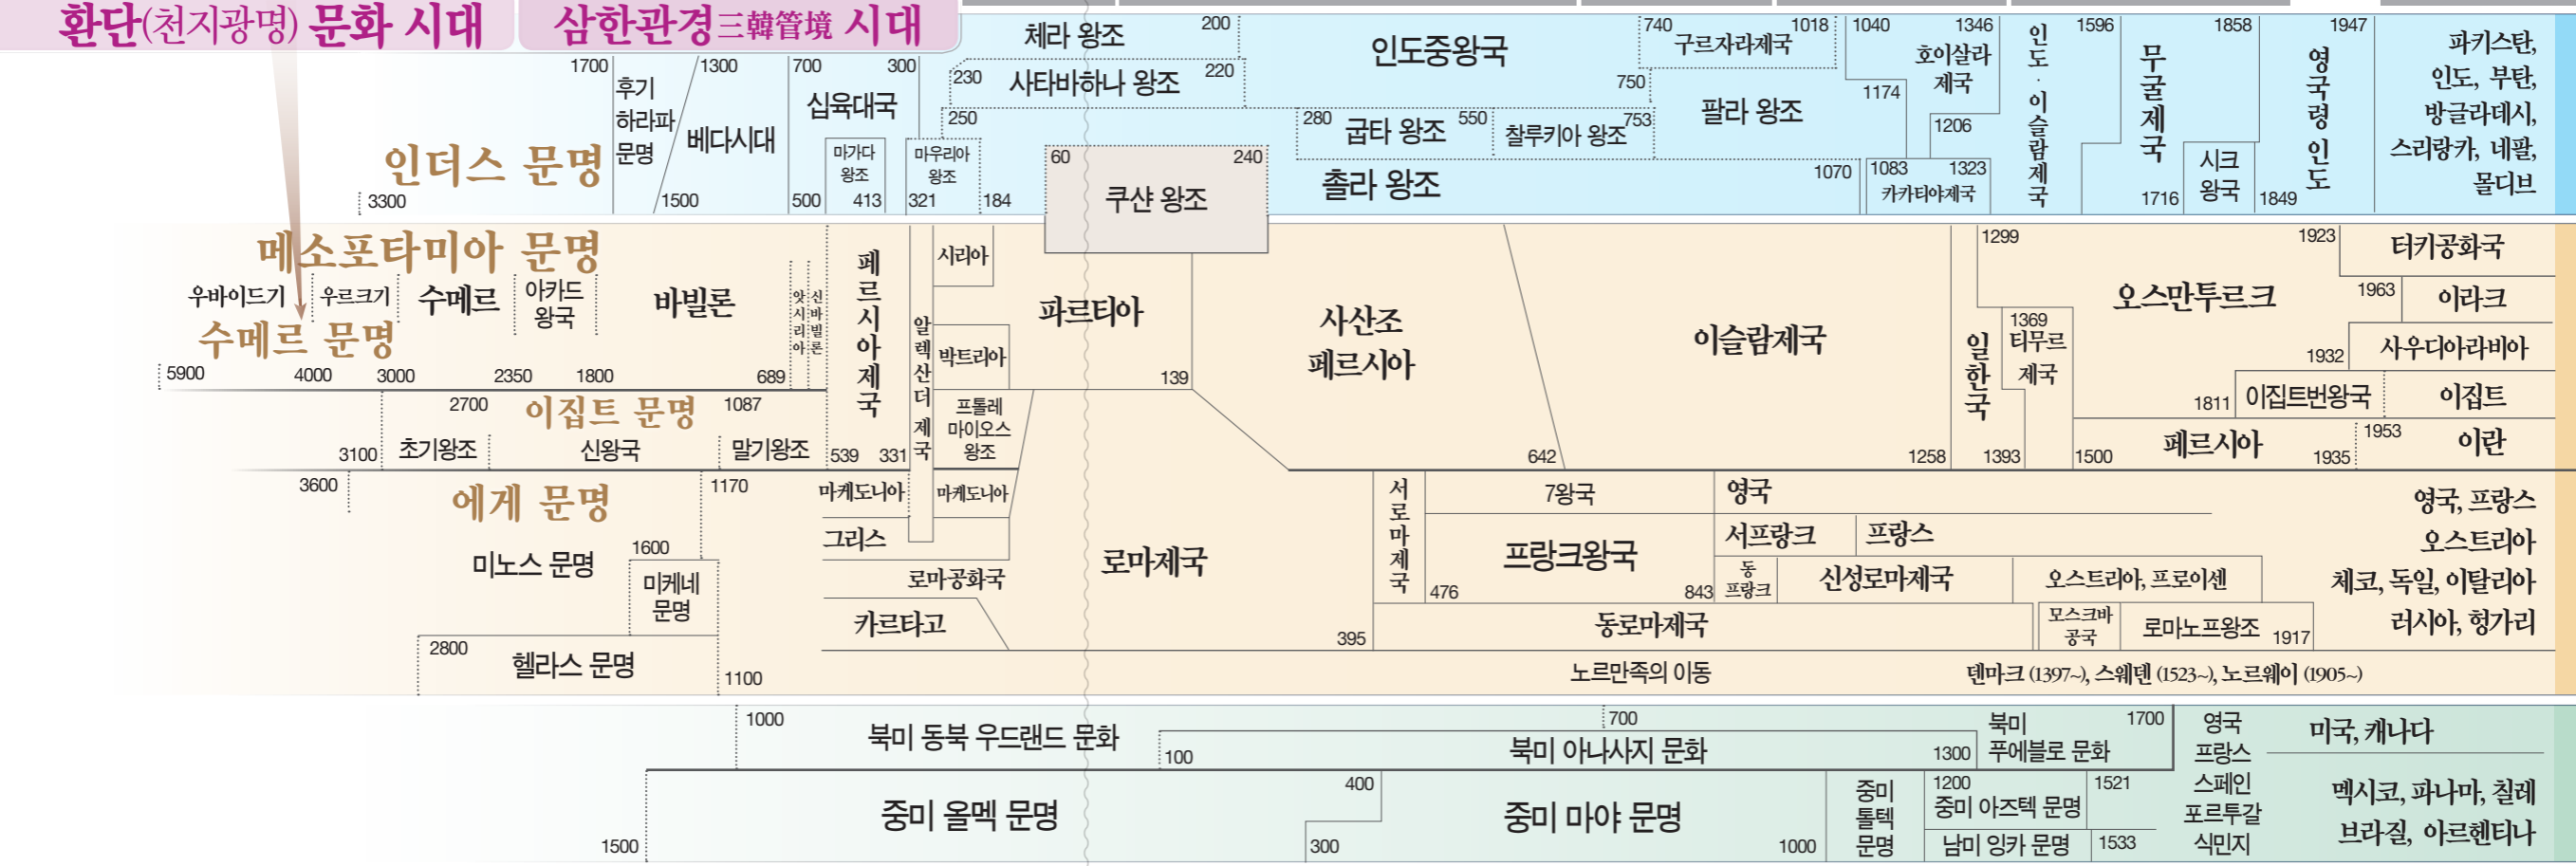 환단(천지광명) 문화 시대
삼한관경三韓管境 시대
체라 왕조
200
인도중왕국
740
구르자라제국
1018
1040
1346
호이살라
제국
인도·이슬람제국
1596
무굴제국
1858
영국령 인도
1947
파키스탄,
인도, 부탄,
방글라데시,
스리랑카, 네팔,
몰디브
1700
후기
하라파
문명
1300
베다시대
1500
700
십육대국
300
230
사타바하나 왕조
220
750
팔라 왕조
1174
1206
250
280
굽타 왕조
550
찰루키아 왕조
753
인더스 문명
3300
500
마가다
왕조
413
마우리아
왕조
321
184
60
240
쿠샨 왕조
촐라 왕조
1070
1083
1323
카카티야제국
1716
시크
왕국
1849
메소포타미아 문명
우바이드기
우르크기
수메르
아카드
왕국
바빌론
앗시리아
신바빌론
페르시아제국
알렉산더 제국
시리아
박트리아
파르티아
139
사산조
페르시아
이슬람제국
1299
일한국
1369
티무르
제국
오스만투르크
1923
터키공화국
1963
이라크
1932
사우디아라비아
1811
이집트번왕국
이집트
수메르 문명
5900
4000
3000
2350
1800
689
2700
이집트 문명
1087
3100
초기왕조
신왕국
말기왕조
539
331
프톨레
마이오스
왕조
642
1258
1393
1500
페르시아
1935
1953
이란
3600
에게 문명
1170
미노스 문명
1600
미케네
문명
2800
헬라스 문명
1100
마케도니아
마케도니아
그리스
로마공화국
카르타고
로마제국
395
서로마제국
476
7왕국
영국
프랑크왕국
843
서프랑크
프랑스
동
프랑크
신성로마제국
오스트리아, 프로이센
동로마제국
모스크바
공국
로마노프왕조
1917
영국, 프랑스
오스트리아
체코, 독일, 이탈리아
러시아, 헝가리
노르만족의 이동
덴마크 (1397~), 스웨덴 (1523~), 노르웨이 (1905~)
1000
북미 동북 우드랜드 문화
100
700
북미 아나사지 문화
1300
북미
푸에블로 문화
1700
영국
프랑스
스페인
포르투갈
식민지
미국, 캐나다
1500
중미 올멕 문명
400
300
중미 마야 문명
1000
중미
톨텍
문명
1200
중미 아즈텍 문명
1521
남미 잉카 문명
1533
멕시코, 파나마, 칠레
브라질, 아르헨티나